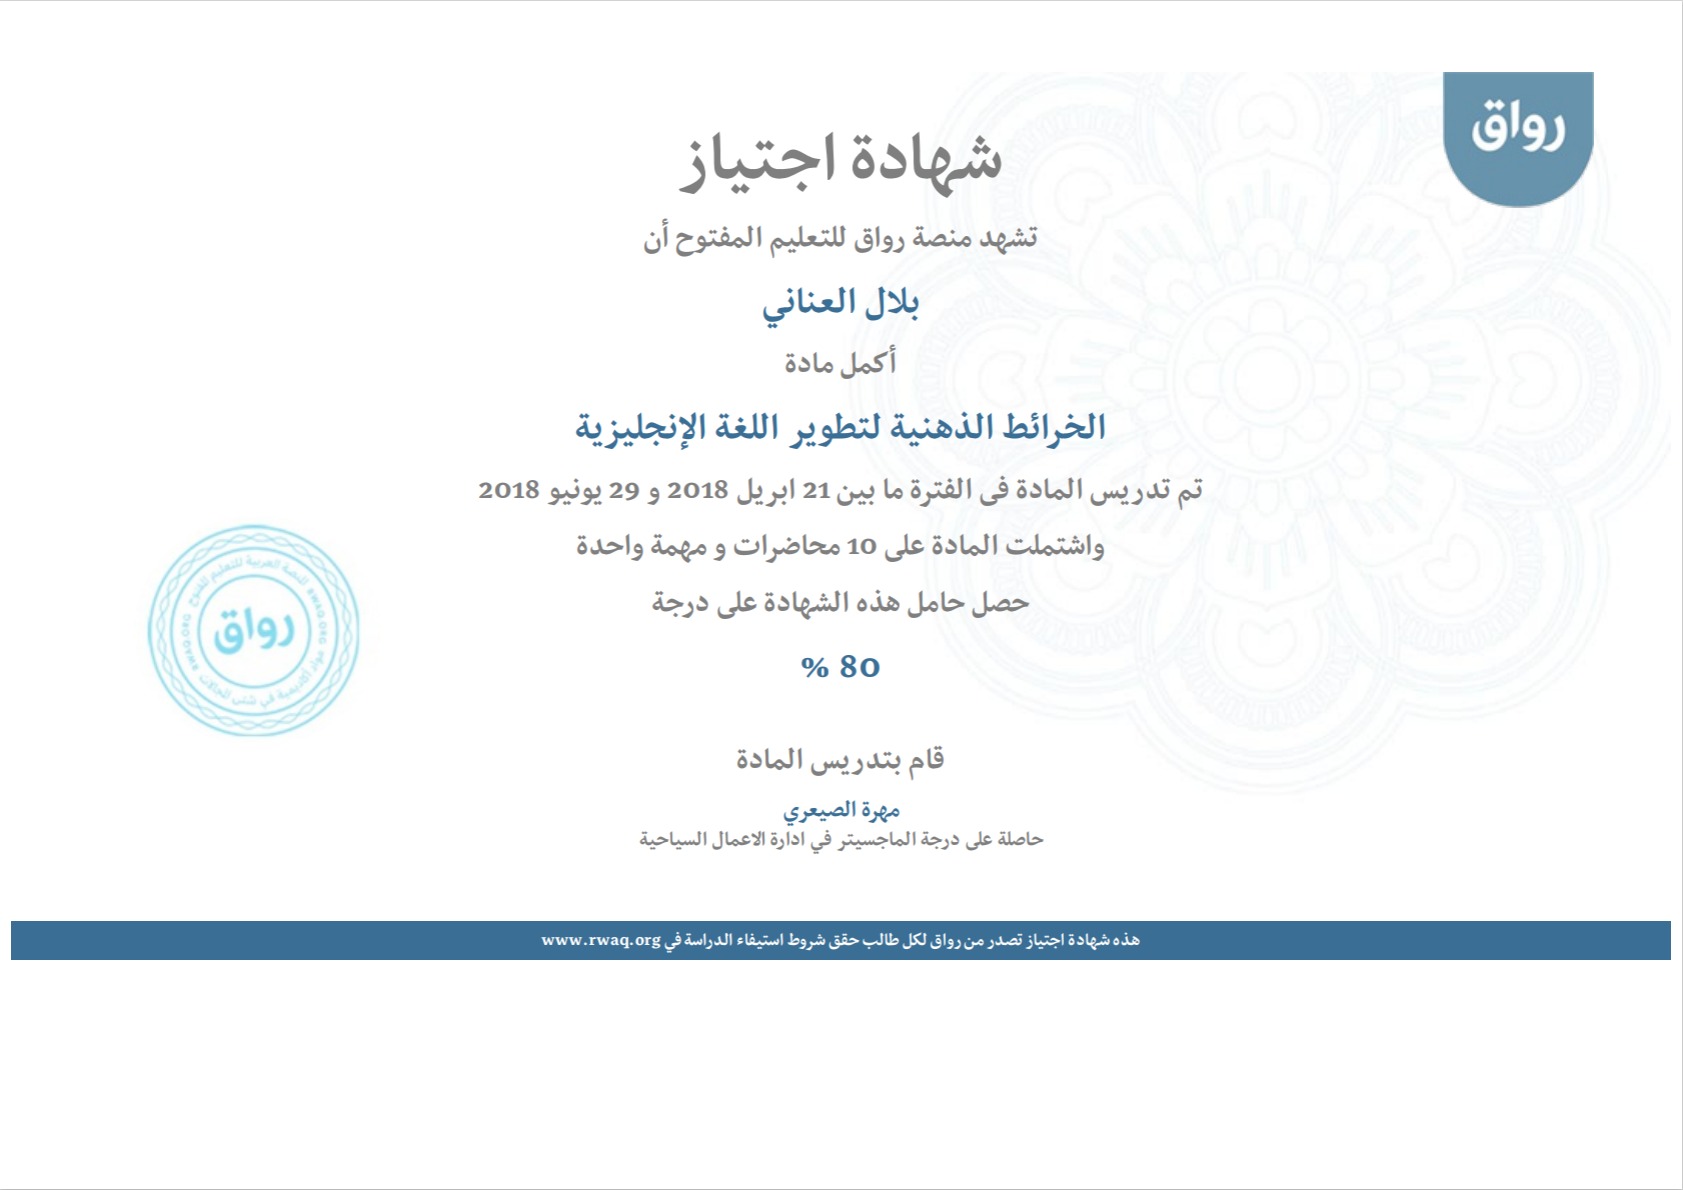 رواق
شهادة اجتياز
تشهد منصة رواق للتعليم المفتوح أن
بلال العناني
أكمل مادة
الخرائط الذهنية لتطوير اللغة الإنجليزية
تم تدريس المادة فى الفترة ما بين 21 ابريل 2018 و 29 يونيو 2018
واشتملت المادة على 10 محاضرات و مهمة واحدة
حصل حامل هذه الشهادة على درجة
80 %
المنصة العربية للتعليم المفتوح RWAQ.ORG مواد أكاديمية في شتى المجالات RWAQ.ORG
رواق
قام بتدريس المادة
مهرة الصيعري
حاصلة على درجة الماجسيتر في ادارة الاعمال السياحية
هذه شهادة اجتياز تصدر من رواق لكل طالب حقق شروط استيفاء الدراسة في www.rwaq.org